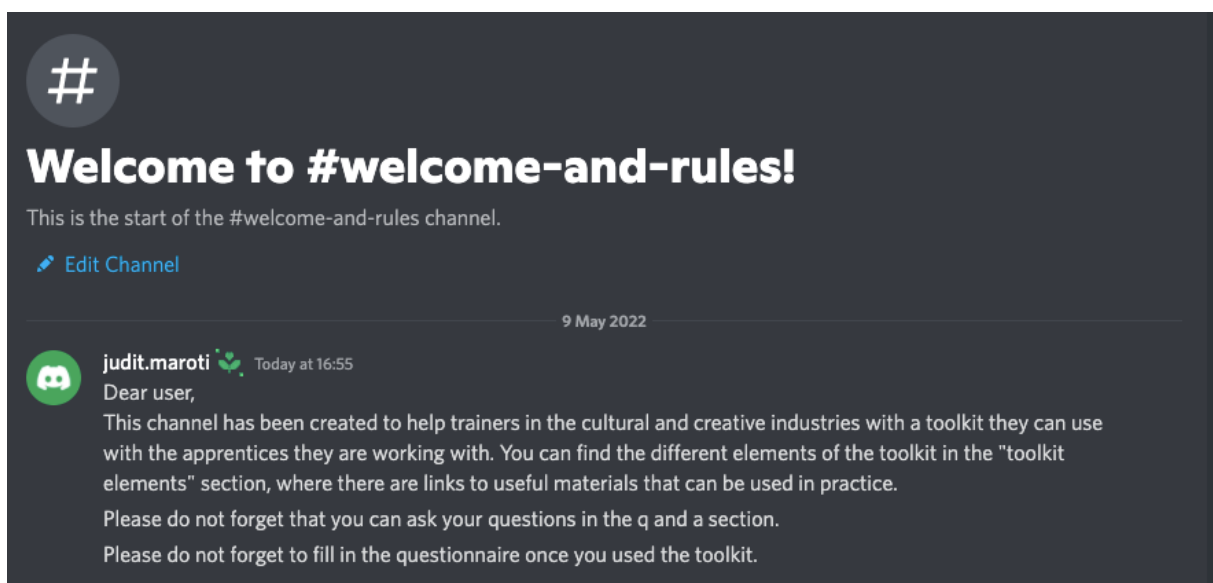 #
Welcome to #welcome-and-rules!
This is the start of the #welcome-and-rules channel.
Edit Channel
9 May 2022
judit.maroti Today at 16:55
Dear user,
This channel has been created to help trainers in the cultural and creative industries with a toolkit they can use
with the apprentices they are working with. You can find the different elements of the toolkit in the "toolkit
elements" section, where there are links to useful materials that can be used in practice.
Please do not forget that you can ask your questions in the q and a section.
Please do not forget to fill in the questionnaire once you used the toolkit.